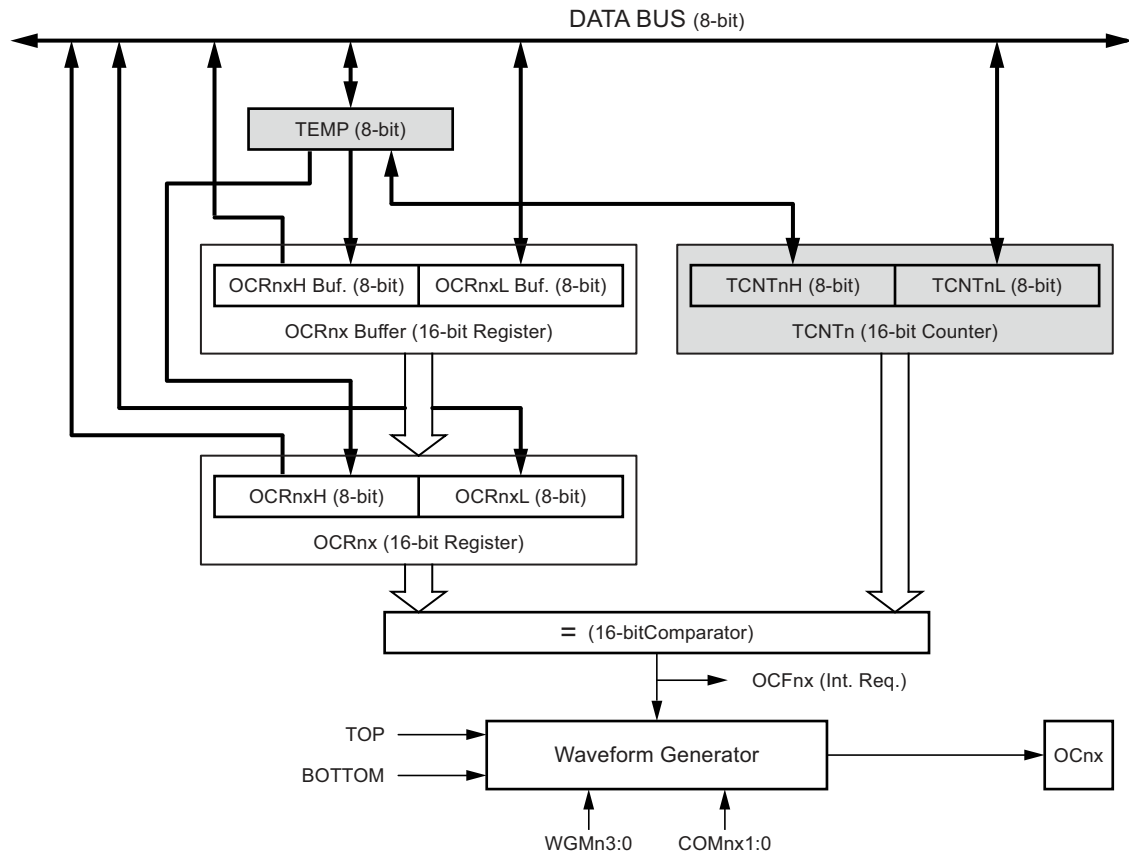 DATA BUS (8-bit)
TEMP (8-bit)
OCRnxH Buf. (8-bit)
OCRnxL Buf. (8-bit)
OCRnx Buffer (16-bit Register)
TCNTnH (8-bit)
TCNTnL (8-bit)
TCNTn (16-bit Counter)
OCRnxH (8-bit)
OCRnxL (8-bit)
OCRnx (16-bit Register)
= (16-bitComparator)
OCFnx (Int. Req.)
TOP
BOTTOM
Waveform Generator
OCnx
WGMn3:0
COMnx1:0